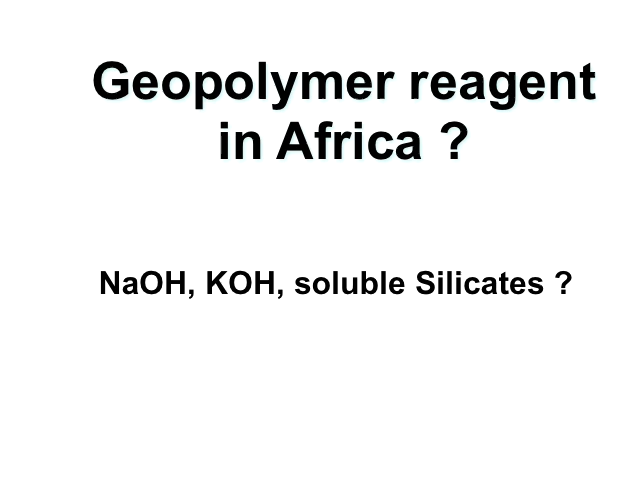 Geopolymer reagent
in Africa ?
NaOH, KOH, soluble Silicates ?